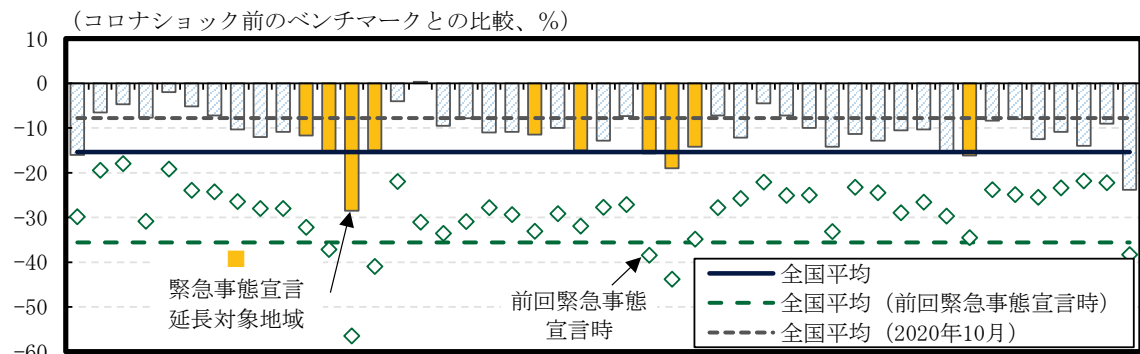 （コロナショック前のベンチマークとの比較、％）
10
0
-10
-20
-30
-40
-50
-60
緊急事態宣言
延長対象地域
前回緊急事態
宣言時
全国平均
全国平均（前回緊急事態宣言時）
全国平均（2020年10月）